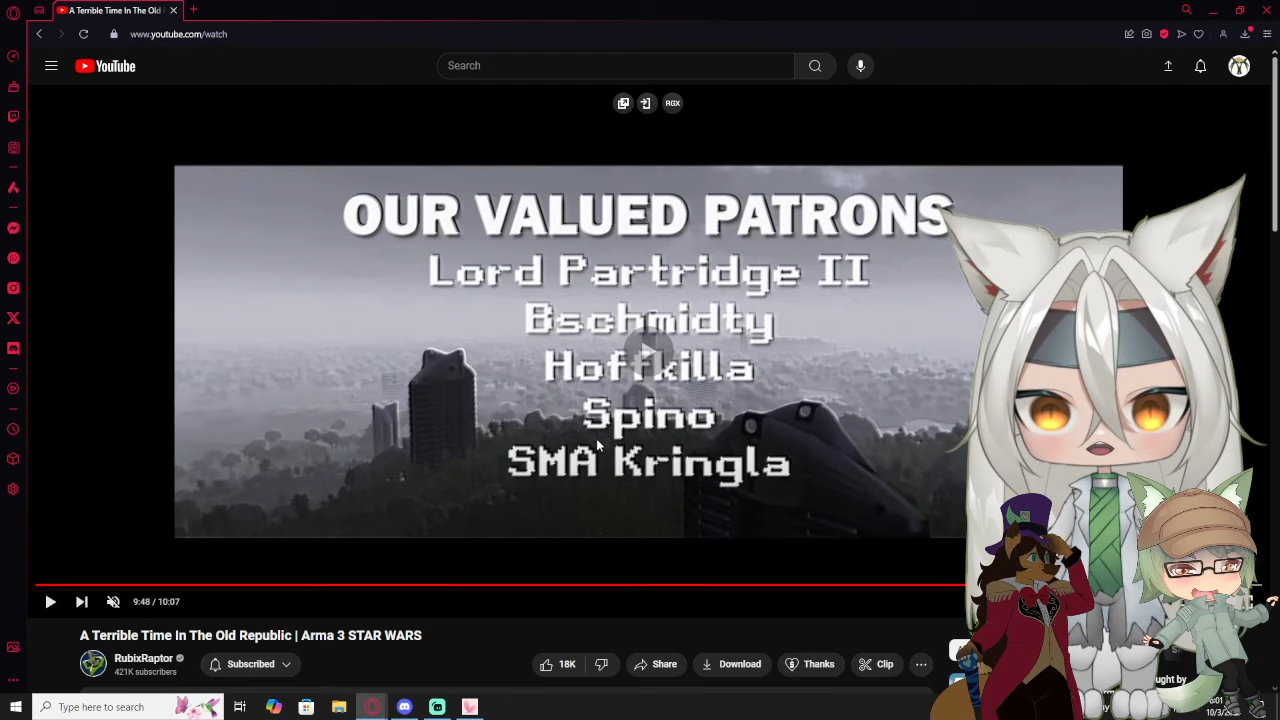 A Terrible Time In The Old
www.youtube.com/watch
YouTube
Search
RGX
OUR VALUED PATRONS
Lord Partridge II
Bschmidty
Hoffkilla
Spino
SMA Kringla
9:48 / 10:07
A Terrible Time In The Old Republic | Arma 3 STAR WARS
RubixRaptor
421K subscribers
Subscribed
18K
Share
Download
Thanks
Clip
Type here to search